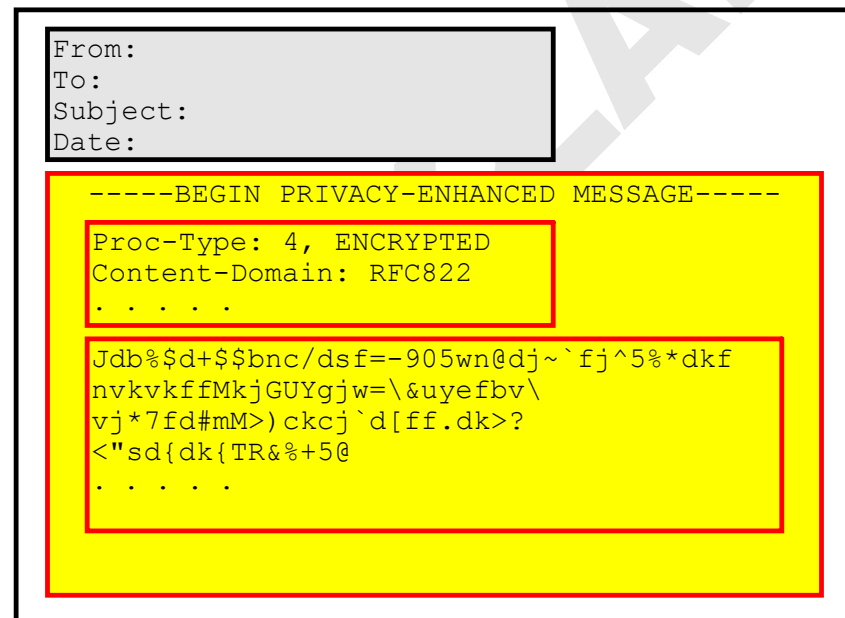 From:
To:
Subject:
Date:
-----BEGIN PRIVACY-ENHANCED MESSAGE-----
Proc-Type: 4, ENCRYPTED
Content-Domain: RFC822
. . . . .
Jdb%$d+$$bnc/dsf=-905wn@dj~`fj^5%*dkf
nvkvkffMkjGUYgjw=\&uyefbv\
vj*7fd#mM>)ckcj`d[ff.dk>?
<"sd{dk{TR&%+5@
. . . . .